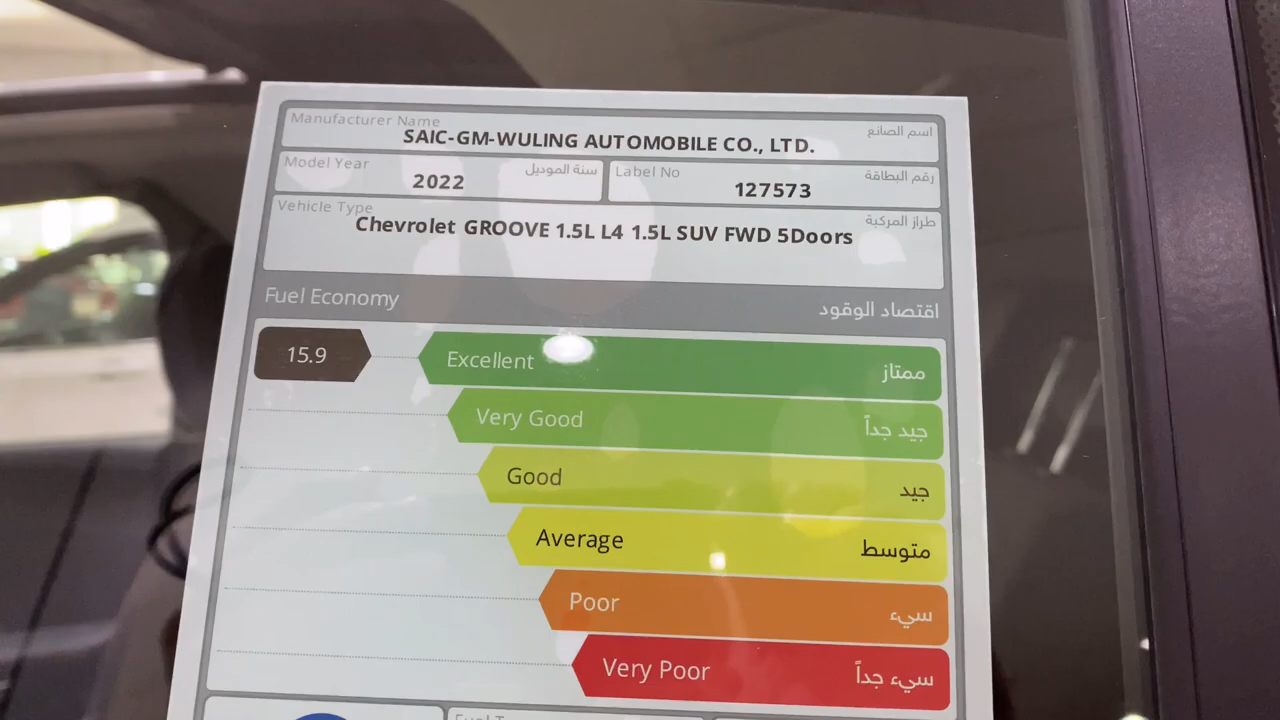 Manufacturer Name اسم الصانع
SAIC-GM-WULING AUTOMOBILE CO., LTD.
Model Year سنة الموديل
2022
Label No رقم البطاقة
127573
Vehicle Type طراز المركبة
Chevrolet GROOVE 1.5L L4 1.5L SUV FWD 5Doors
Fuel Economy اقتصاد الوقود
15.9 Excellent ممتاز
Very Good جيد جداً
Good جيد
Average متوسط
Poor سيء
Very Poor سيء جداً
Fuel